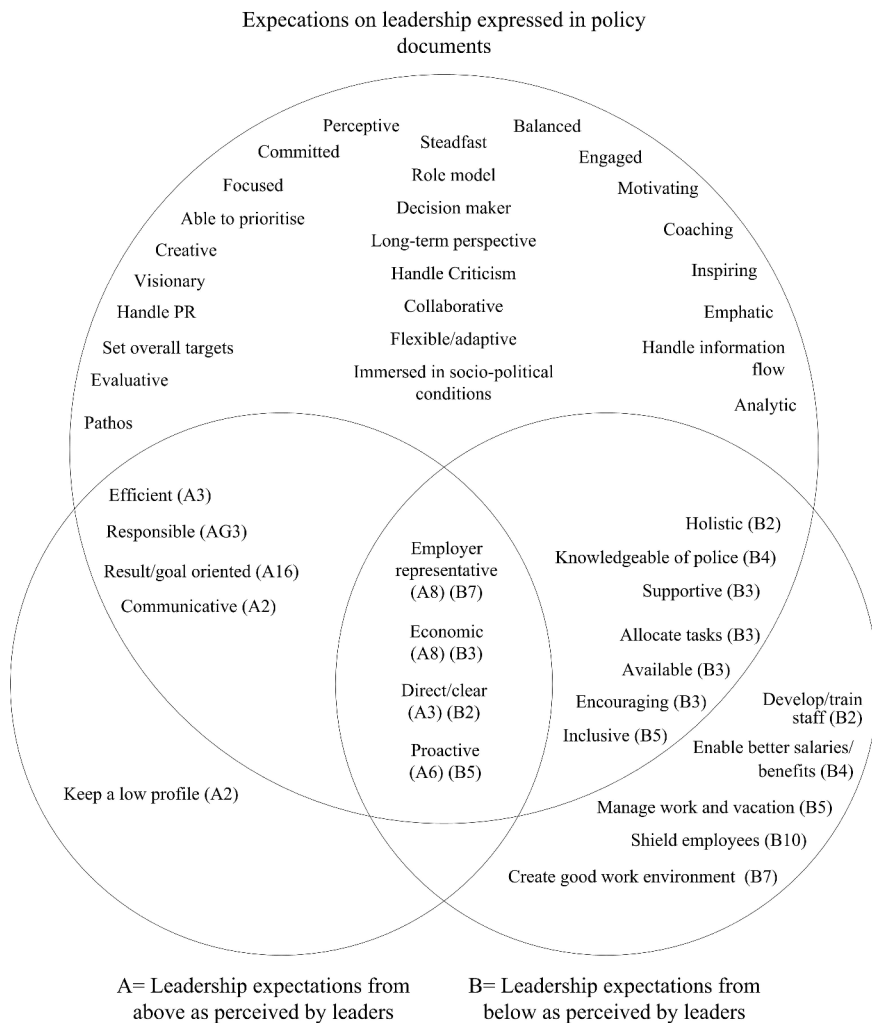 Expecations on leadership expressed in policy
documents
Perceptive
Committed
Focused
Able to prioritise
Creative
Visionary
Handle PR
Set overall targets
Evaluative
Pathos
Steadfast
Role model
Decision maker
Long-term perspective
Handle Criticism
Collaborative
Flexible/adaptive
Immersed in socio-political
conditions
Balanced
Engaged
Motivating
Coaching
Inspiring
Emphatic
Handle information
flow
Analytic
Efficient (A3)
Responsible (AG3)
Result/goal oriented (A16)
Communicative (A2)
Employer
representative
(A8) (B7)
Economic
(A8) (B3)
Direct/clear
(A3) (B2)
Proactive
(A6) (B5)
Holistic (B2)
Knowledgeable of police (B4)
Supportive (B3)
Allocate tasks (B3)
Available (B3)
Encouraging (B3)
Inclusive (B5)
Keep a low profile (A2)
Develop/train
staff (B2)
Enable better salaries/
benefits (B4)
Manage work and vacation (B5)
Shield employees (B10)
Create good work environment (B7)
A= Leadership expectations from
above as perceived by leaders
B= Leadership expectations from
below as perceived by leaders